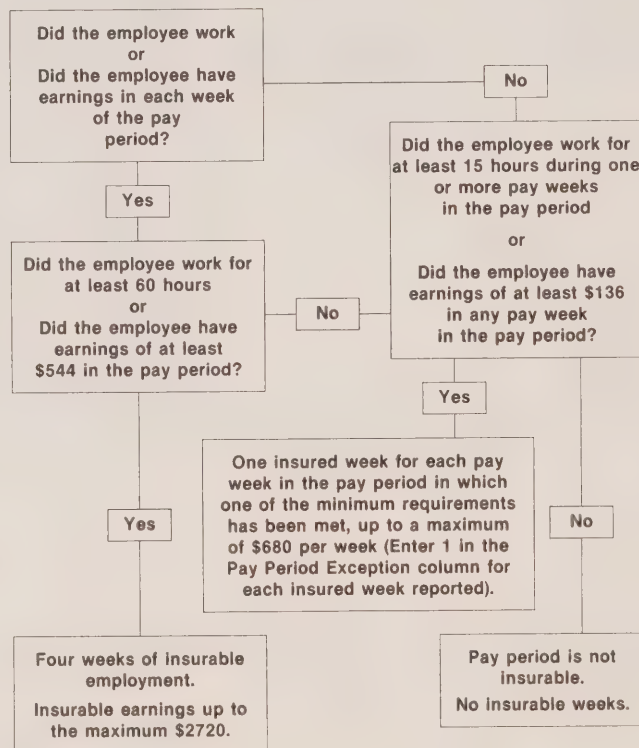 Did the employee work
or
Did the employee have
earnings in each week
of the pay
period?
No
Did the employee work for
at least 15 hours during one
or more pay weeks
in the pay period
or
Did the employee have
earnings of at least $136
in any pay week
in the pay period?
Yes
Did the employee work for
at least 60 hours
or
Did the employee have
earnings of at least
$544 in the pay period?
No
Yes
One insured week for each pay
week in the pay period in which
one of the minimum requirements
has been met, up to a maximum
of $680 per week (Enter 1 in the
Pay Period Exception column for
each insured week reported).
Yes
No
Four weeks of insurable
employment.
Insurable earnings up to
the maximum $2720.
Pay period is not
insurable.
No insurable weeks.